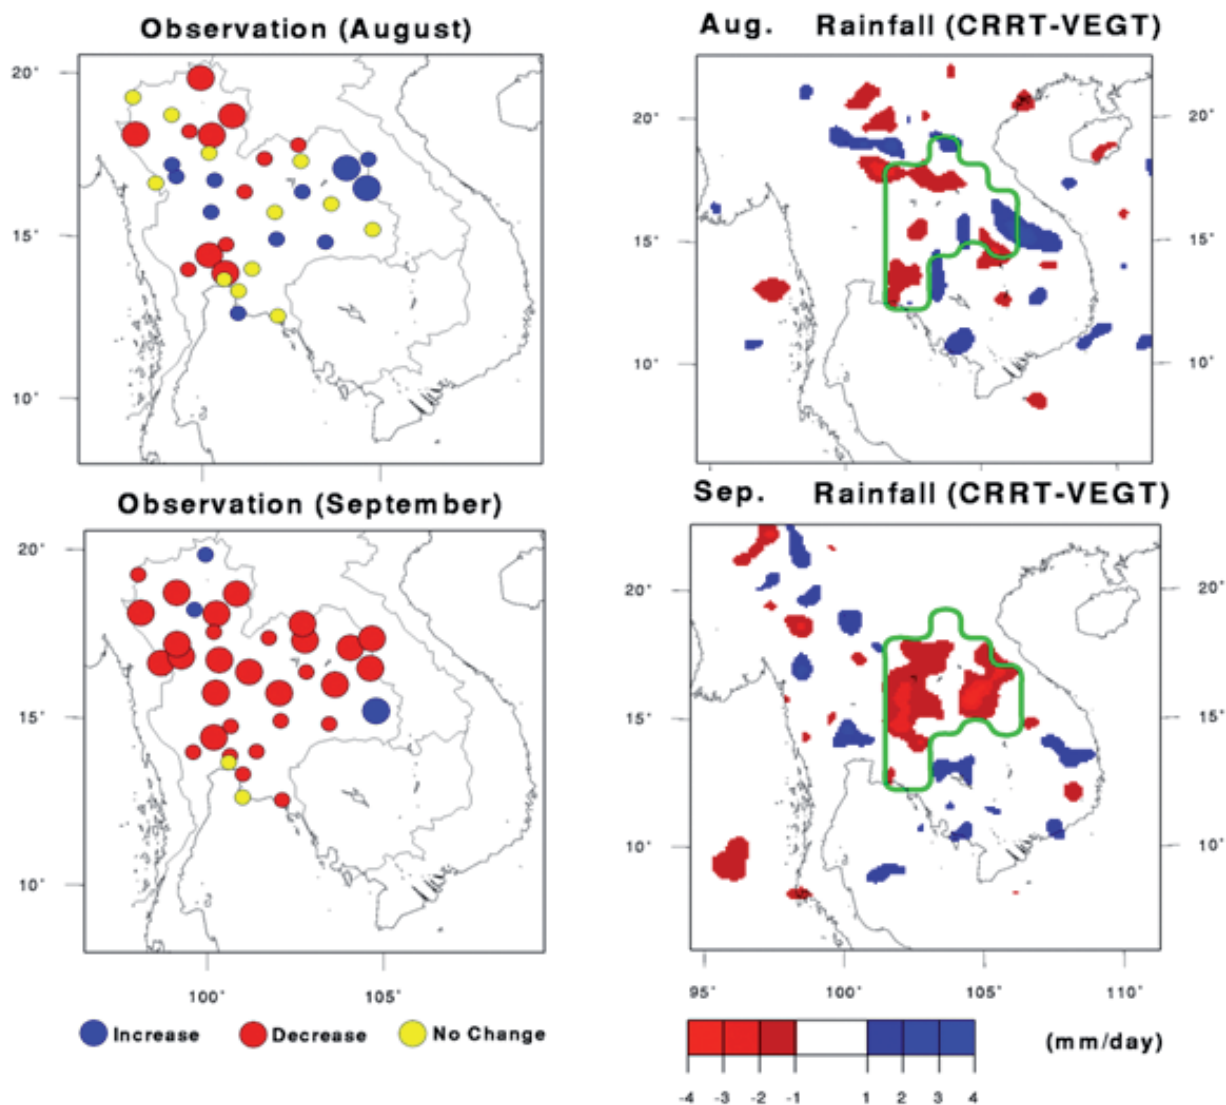 Observation (August)
Aug. Rainfall (CRRT-VEGT)
20°
15°
10°
20°
15°
10°
20°
15°
10°
Observation (September)
Sep. Rainfall (CRRT-VEGT)
20°
15°
10°
100° 105°
20°
15°
10°
20°
15°
10°
95° 100° 105° 110°
Increase Decrease No Change
(mm/day)
-4 -3 -2 -1 1 2 3 4